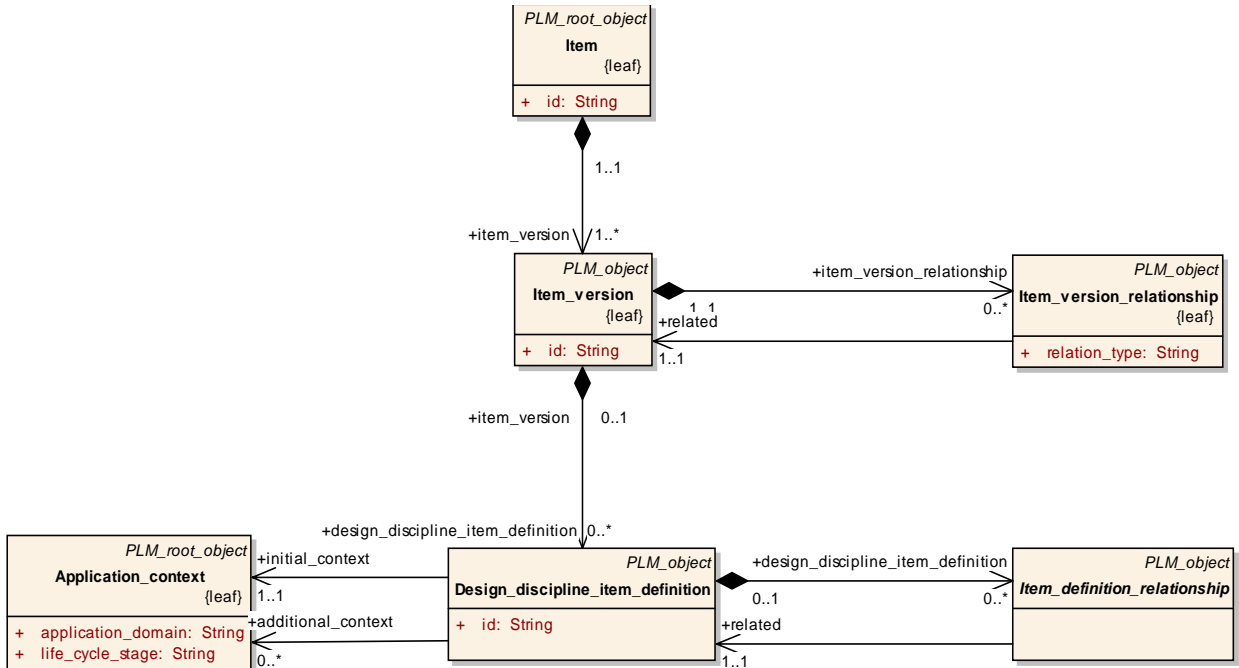 PLM_root_object
Item
{leaf}
+ id: String
1..1
+item_version
1..*
PLM_object
Item_version
{leaf}
+ id: String
+item_version_relationship
1 1
0..*
+related
1..1
PLM_object
Item_version_relationship
{leaf}
+ relation_type: String
+item_version
0..1
+design_discipline_item_definition
0..*
PLM_root_object
Application_context
{leaf}
+ application_domain: String
+ life_cycle_stage: String
+initial_context
1..1
+additional_context
0..*
PLM_object
Design_discipline_item_definition
+ id: String
+design_discipline_item_definition
0..1
0..*
+related
1..1
PLM_object
Item_definition_relationship